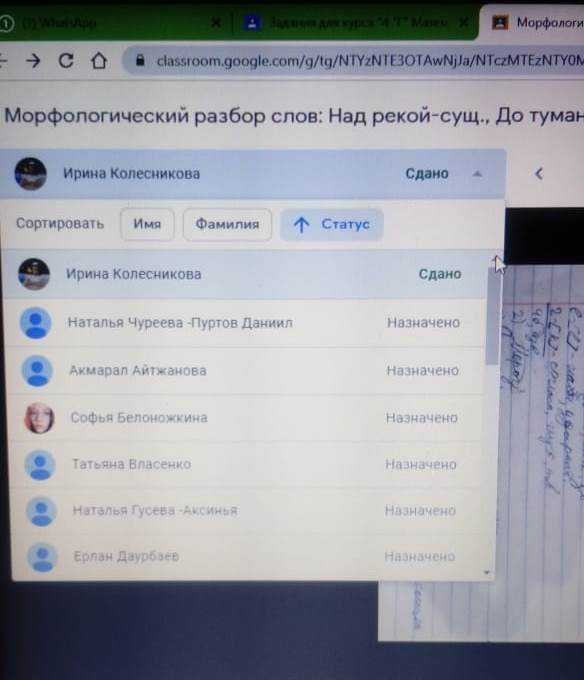 (1) WhatsApp
Задания для курса "4 "Г" Матем
Морфологи
classroom.google.com/g/tg/NTYzNTE3OTAwNjJa/NTczMTEzNTY0M
Морфологический разбор слов: Над рекой-сущ., До туман
Ирина Колесникова Сдано
Сортировать Имя Фамилия Статус
Ирина Колесникова Сдано
Наталья Чуреева -Пуртов Даниил Назначено
Акмарал Айтжанова Назначено
Софья Белоножкина Назначено
Татьяна Власенко Назначено
Наталья Гусева -Аксинья Назначено
Ерлан Даурбаев Назначено